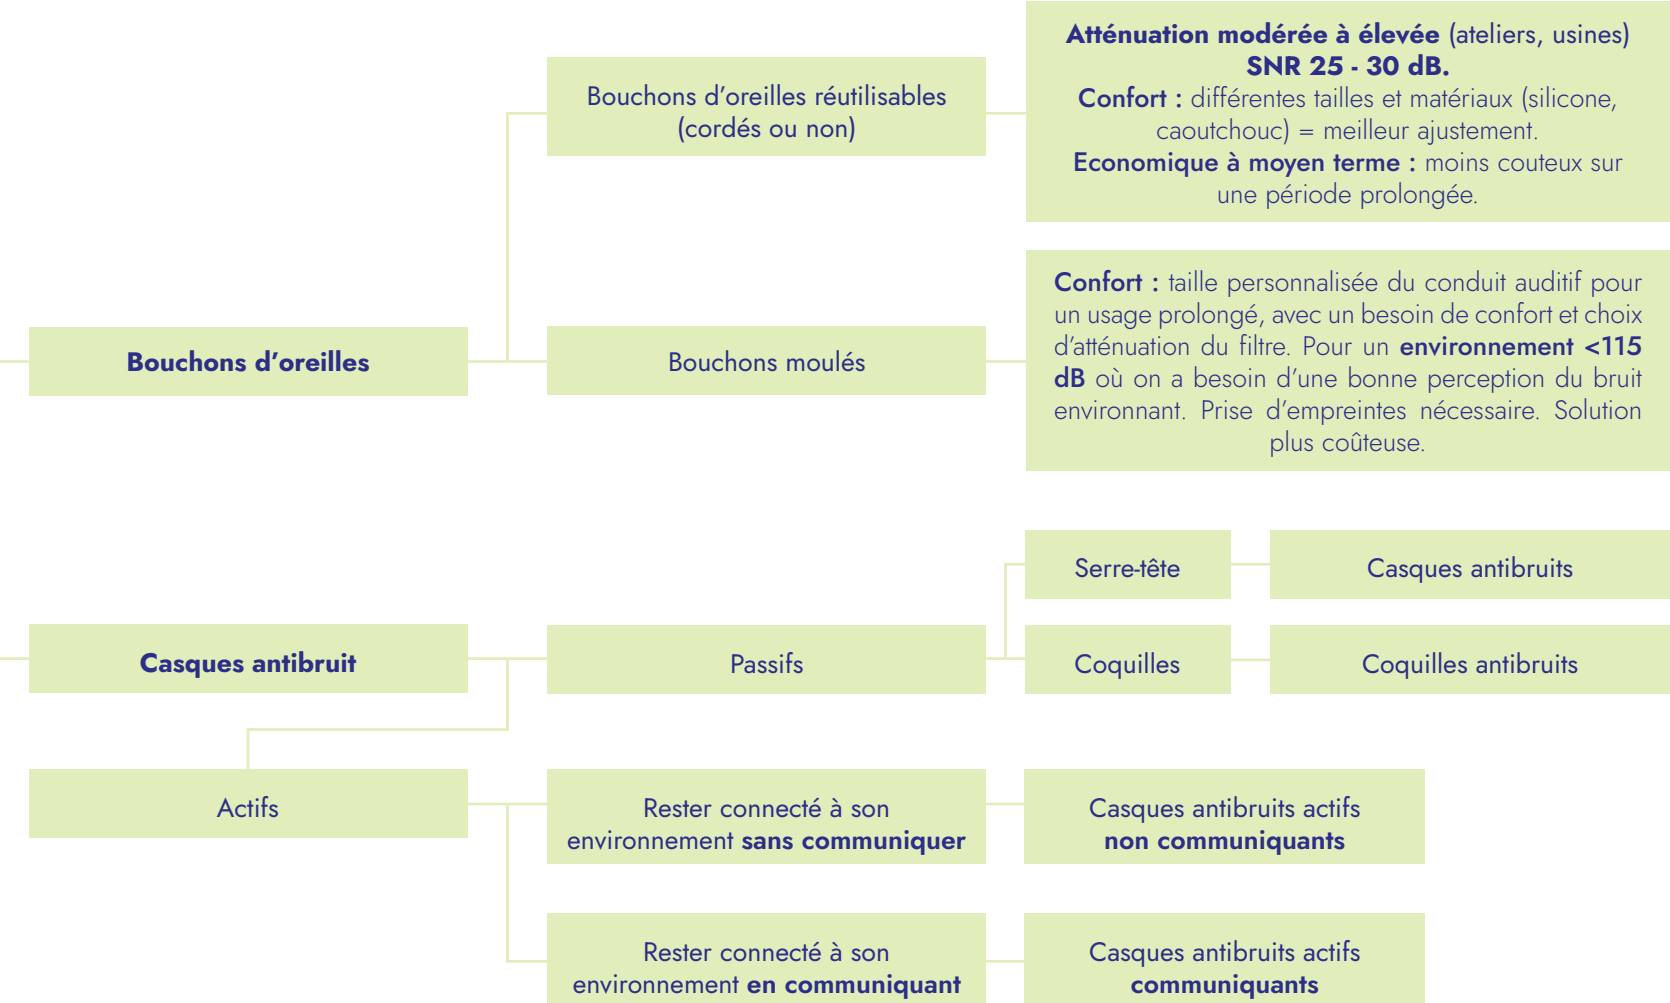 Bouchons d'oreilles
Bouchons d'oreilles réutilisables
(cordés ou non)
Atténuation modérée à élevée (ateliers, usines)
SNR 25 - 30 dB.
Confort : différentes tailles et matériaux (silicone,
caoutchouc) = meilleur ajustement.
Economique à moyen terme : moins couteux sur
une période prolongée.
Bouchons moulés
Confort : taille personnalisée du conduit auditif pour
un usage prolongé, avec un besoin de confort et choix
d'atténuation du filtre. Pour un environnement <115
dB où on a besoin d'une bonne perception du bruit
environnant. Prise d'empreintes nécessaire. Solution
plus coûteuse.
Casques antibruit
Passifs
Serre-tête
Casques antibruits
Coquilles
Coquilles antibruits
Actifs
Rester connecté à son
environnement sans communiquer
Casques antibruits actifs
non communiquants
Rester connecté à son
environnement en communiquant
Casques antibruits actifs
communiquants